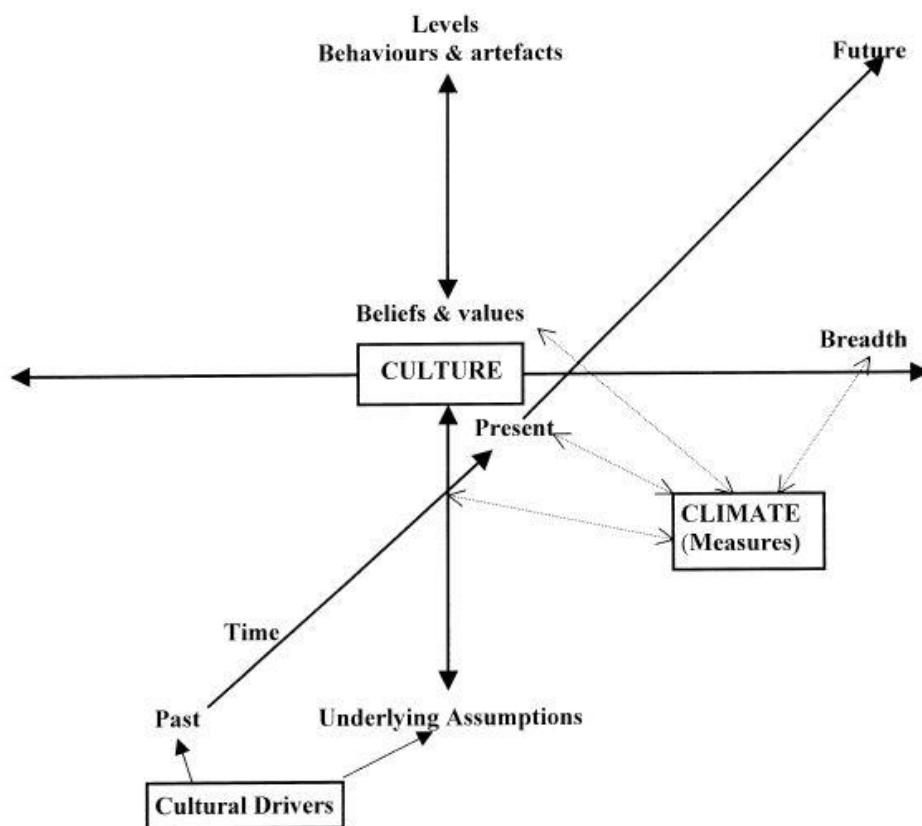 Levels
Behaviours & artefacts
Future
Beliefs & values
Breadth
CULTURE
Present
CLIMATE
(Measures)
Time
Past
Underlying Assumptions
Cultural Drivers